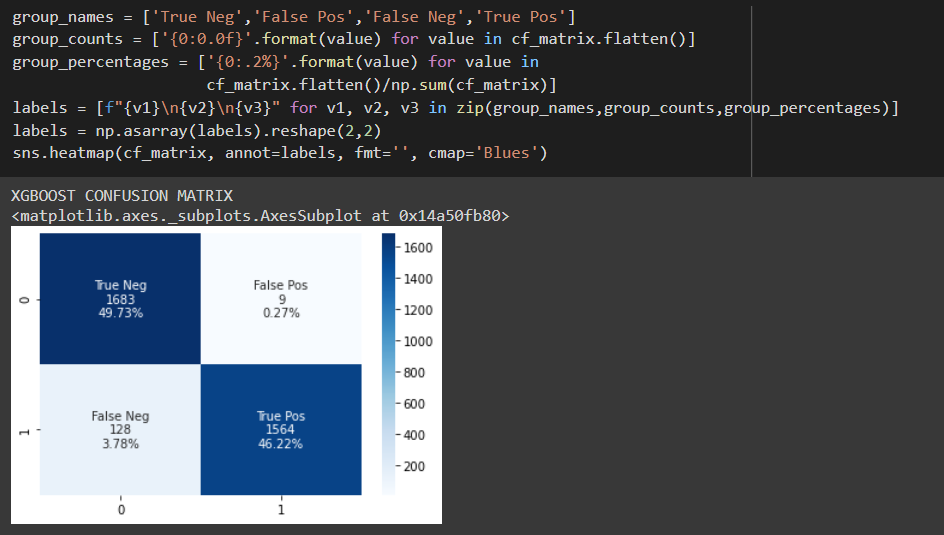 group_names = ['True Neg','False Pos','False Neg','True Pos']
group_counts = ['{0:0.0f}'.format(value) for value in cf_matrix.flatten()]
group_percentages = ['{0:.2%}'.format(value) for value in
cf_matrix.flatten()/np.sum(cf_matrix)]
labels = [f"{v1}\n{v2}\n{v3}" for v1, v2, v3 in zip(group_names,group_counts,group_percentages)]
labels = np.asarray(labels).reshape(2,2)
sns.heatmap(cf_matrix, annot=labels, fmt='', cmap='Blues')
XGBOOST CONFUSION MATRIX
<matplotlib.axes._subplots.AxesSubplot at 0x14a50fb80>
True Neg
1683
49.73%
False Pos
9
0.27%
False Neg
128
3.78%
True Pos
1564
46.22%
0
1
0
1
1600
1400
1200
1000
800
600
400
200